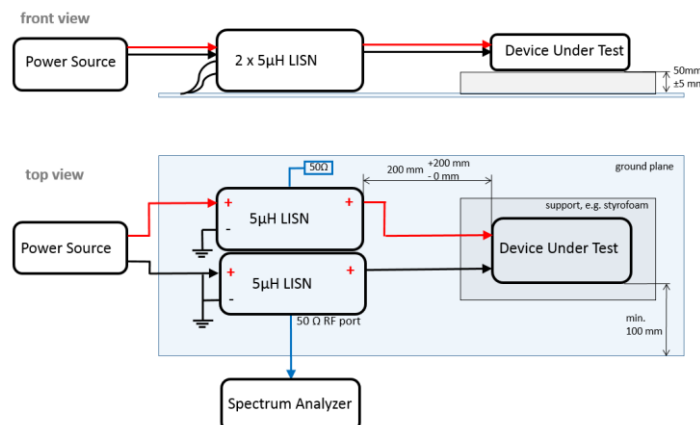 front view
Power Source
2 x 5µH LISN
Device Under Test
50mm
±5 mm
top view
50Ω
200 mm +200 mm
- 0 mm
ground plane
support, e.g. styrofoam
+ 5µH LISN +
-
Power Source
Device Under Test
+ 5µH LISN +
-
50 Ω RF port
min.
100 mm
Spectrum Analyzer